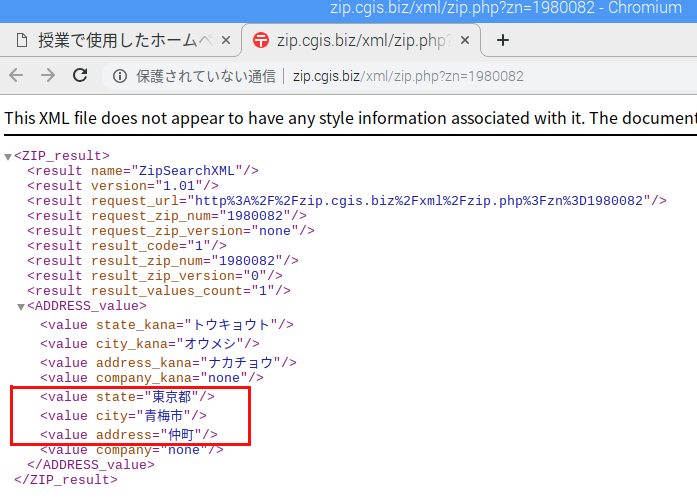 zip.cgis.biz/xml/zip.php?zn=1980082 - Chromium
授業で使用したホームペ
zip.cgis.biz/xml/zip.php?
保護されていない通信 | zip.cgis.biz/xml/zip.php?zn=1980082
This XML file does not appear to have any style information associated with it. The document
▼<ZIP_result>
<result name="ZipSearchXML"/>
<result version="1.01"/>
<result request_url="http%3A%2F%2Fzip.cgis.biz%2Fxml%2Fzip.php%3Fzn%3D1980082"/>
<result request_zip_num="1980082"/>
<result request_zip_version="none"/>
<result result_code="1"/>
<result result_zip_num="1980082"/>
<result result_zip_version="0"/>
<result result_values_count="1"/>
▼<ADDRESS_value>
<value state_kana="トウキョウト"/>
<value city_kana="オウメシ"/>
<value address_kana="ナカチョウ"/>
<value company_kana="none"/>
<value state="東京都"/>
<value city="青梅市"/>
<value address="仲町"/>
<value company="none"/>
</ADDRESS_value>
</ZIP_result>